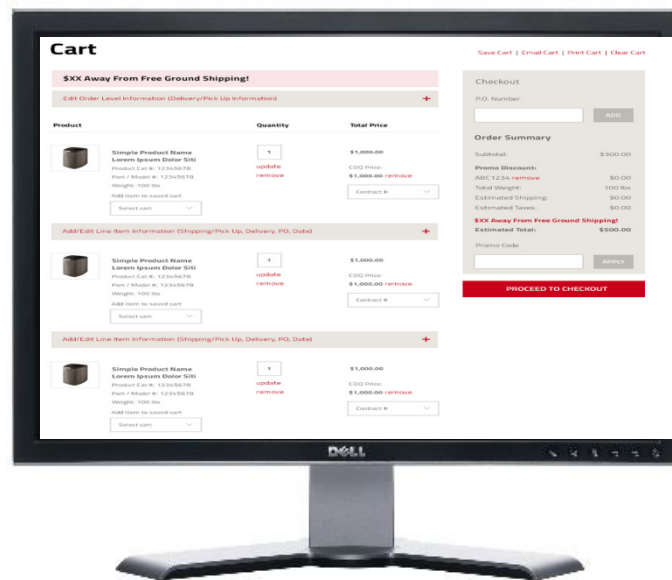 Cart
Save Cart | Email Cart | Print Cart | Clear Cart
$XX Away From Free Ground Shipping!
Edit Order Level Information (Delivery/Pick Up Information) +
Product Quantity Total Price
Simple Product Name
Lorem Ipsum Dolor Siti
Product Cat #: 12345678
Part / Model #: 12345678
Weight: 100 lbs
Add item to saved cart
Select cart
1
update
remove
$1,000.00
COQ Price:
$1,000.00 remove
Contract #
Add/Edit Line Item Information (Shipping/Pick Up, Delivery, PO, Date) +
Simple Product Name
Lorem Ipsum Dolor Siti
Product Cat #: 12345678
Part / Model #: 12345678
Weight: 100 lbs
Add item to saved cart
Select cart
1
update
remove
$1,000.00
COQ Price:
$1,000.00 remove
Contract #
Add/Edit Line Item Information (Shipping/Pick Up, Delivery, PO, Date) +
Simple Product Name
Lorem Ipsum Dolor Siti
Product Cat #: 12345678
Part / Model #: 12345678
Weight: 100 lbs
Add item to saved cart
Select cart
1
update
remove
$1,000.00
COQ Price:
$1,000.00 remove
Contract #
Checkout
P.O. Number
ADD
Order Summary
Subtotal: $300.00
Promo Discount:
ABC1234 remove $0.00
Total Weight: 100 lbs
Estimated Shipping: $0.00
Estimated Taxes: $0.00
$XX Away From Free Ground Shipping!
Estimated Total: $500.00
Promo Code
APPLY
PROCEED TO CHECKOUT
DELL